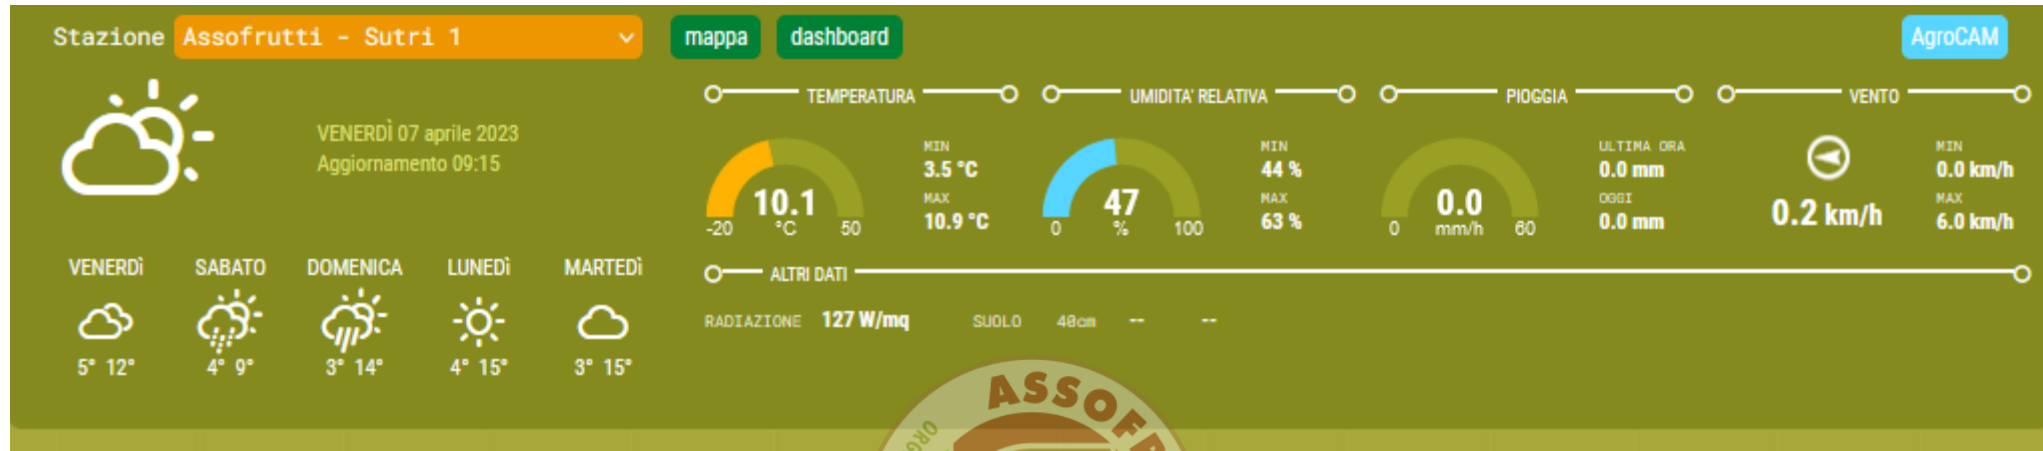 Stazione Assofrutti - Sutri 1 mappa dashboard AgroCAM
VENERDÌ 07 aprile 2023
Aggiornamento 09:15
TEMPERATURA
10.1
°C
-20 50
MIN
3.5 °C
MAX
10.9 °C
UMIDITA' RELATIVA
47
%
0 100
MIN
44 %
MAX
63 %
PIOGGIA
0.0
mm/h
0 60
ULTIMA ORA
0.0 mm
OGGI
0.0 mm
VENTO
0.2 km/h
MIN
0.0 km/h
MAX
6.0 km/h
VENERDÌ SABATO DOMENICA LUNEDÌ MARTEDÌ
5° 12° 4° 9° 3° 14° 4° 15° 3° 15°
ALTRI DATI
RADIAZIONE 127 W/mq SUOLO 40cm -- --
ASSOF
ORG